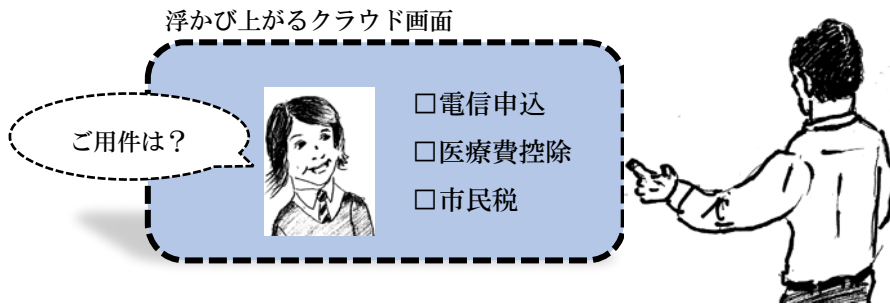 浮かび上がるクラウド画面
ご用件は？
□電信申込
□医療費控除
□市民税